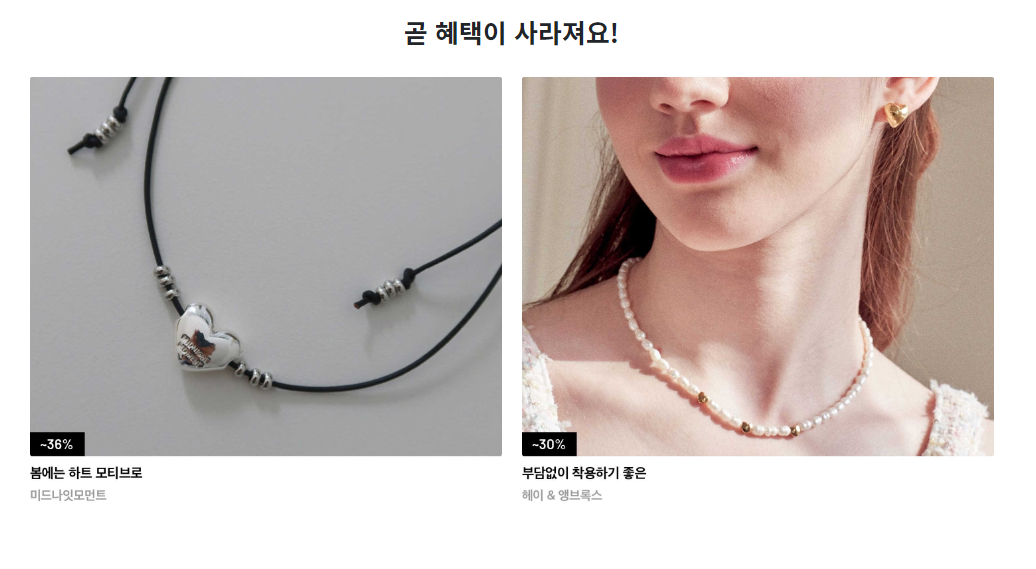 곧 혜택이 사라져요!
~36%
봄에는 하트 모티브로
미드나잇모먼트
~30%
부담없이 착용하기 좋은
헤이 & 앵브록스